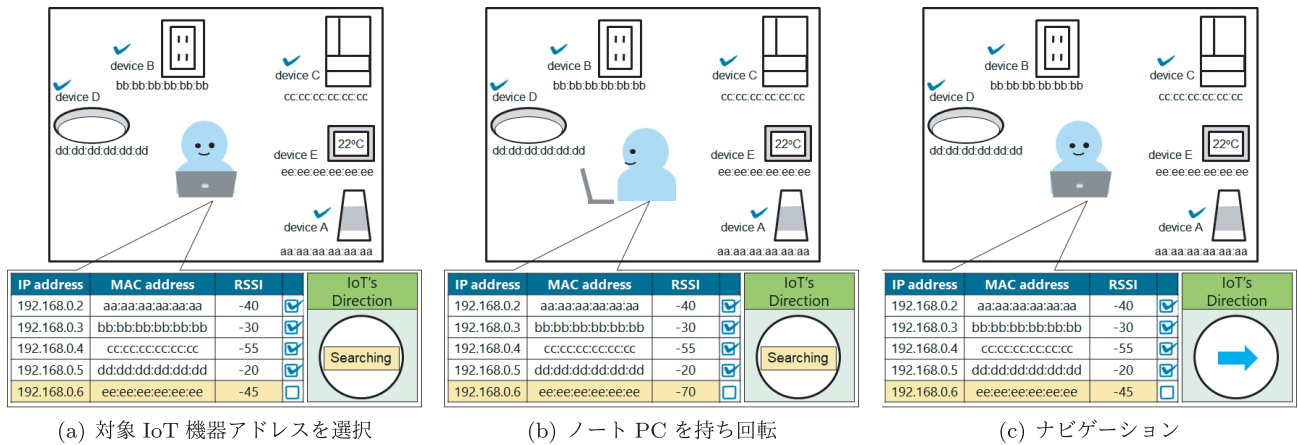 device B
bb:bb:bb:bb:bb:bb
device C
cc:cc:cc:cc:cc:cc
device D
dd:dd:dd:dd:dd:dd
22°C
device E
ee:ee:ee:ee:ee:ee
device A
aa:aa:aa:aa:aa:aa
IP address MAC address RSSI
192.168.0.2 aa:aa:aa:aa:aa:aa -40
192.168.0.3 bb:bb:bb:bb:bb:bb -30
192.168.0.4 cc:cc:cc:cc:cc:cc -55
192.168.0.5 dd:dd:dd:dd:dd:dd -20
192.168.0.6 ee:ee:ee:ee:ee:ee -45
IoT's
Direction
Searching
(a) 対象 IoT 機器アドレスを選択
device B
bb:bb:bb:bb:bb:bb
device C
cc:cc:cc:cc:cc:cc
device D
dd:dd:dd:dd:dd:dd
22°C
device E
ee:ee:ee:ee:ee:ee
device A
aa:aa:aa:aa:aa:aa
IP address MAC address RSSI
192.168.0.2 aa:aa:aa:aa:aa:aa -40
192.168.0.3 bb:bb:bb:bb:bb:bb -30
192.168.0.4 cc:cc:cc:cc:cc:cc -55
192.168.0.5 dd:dd:dd:dd:dd:dd -20
192.168.0.6 ee:ee:ee:ee:ee:ee -70
IoT's
Direction
Searching
(b) ノート PC を持ち回転
device B
bb:bb:bb:bb:bb:bb
device C
cc:cc:cc:cc:cc:cc
device D
dd:dd:dd:dd:dd:dd
22°C
device E
ee:ee:ee:ee:ee:ee
device A
aa:aa:aa:aa:aa:aa
IP address MAC address RSSI
192.168.0.2 aa:aa:aa:aa:aa:aa -40
192.168.0.3 bb:bb:bb:bb:bb:bb -30
192.168.0.4 cc:cc:cc:cc:cc:cc -55
192.168.0.5 dd:dd:dd:dd:dd:dd -20
192.168.0.6 ee:ee:ee:ee:ee:ee -45
IoT's
Direction
(c) ナビゲーション